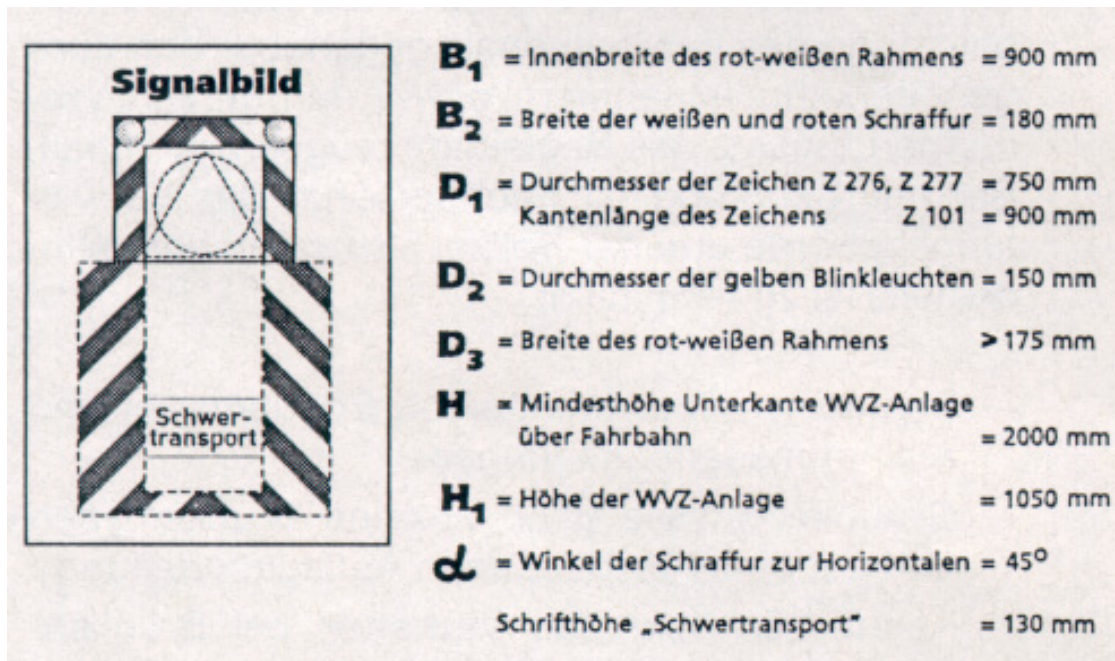 Signalbild
Schwer-
transport
B1 = Innenbreite des rot-weißen Rahmens = 900 mm
B2 = Breite der weißen und roten Schraffur = 180 mm
D1 = Durchmesser der Zeichen Z 276, Z 277 = 750 mm
Kantenlänge des Zeichens Z 101 = 900 mm
D2 = Durchmesser der gelben Blinkleuchten = 150 mm
D3 = Breite des rot-weißen Rahmens > 175 mm
H = Mindesthöhe Unterkante WVZ-Anlage
über Fahrbahn = 2000 mm
H1 = Höhe der WVZ-Anlage = 1050 mm
α = Winkel der Schraffur zur Horizontalen = 45°
Schrifthöhe „Schwertransport" = 130 mm